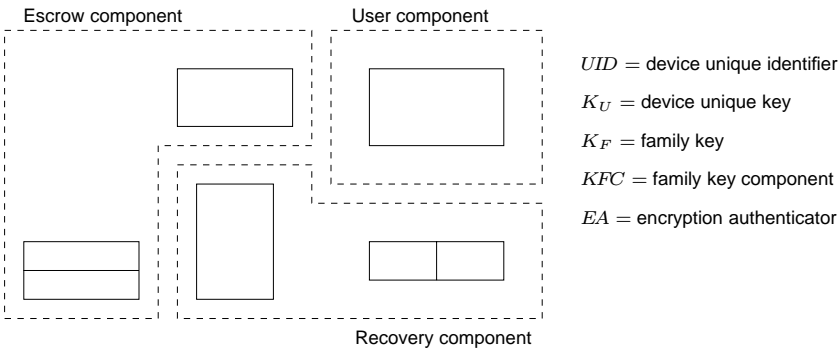 Escrow component
User component
UID = device unique identifier
K_U = device unique key
K_F = family key
KFC = family key component
EA = encryption authenticator
Recovery component